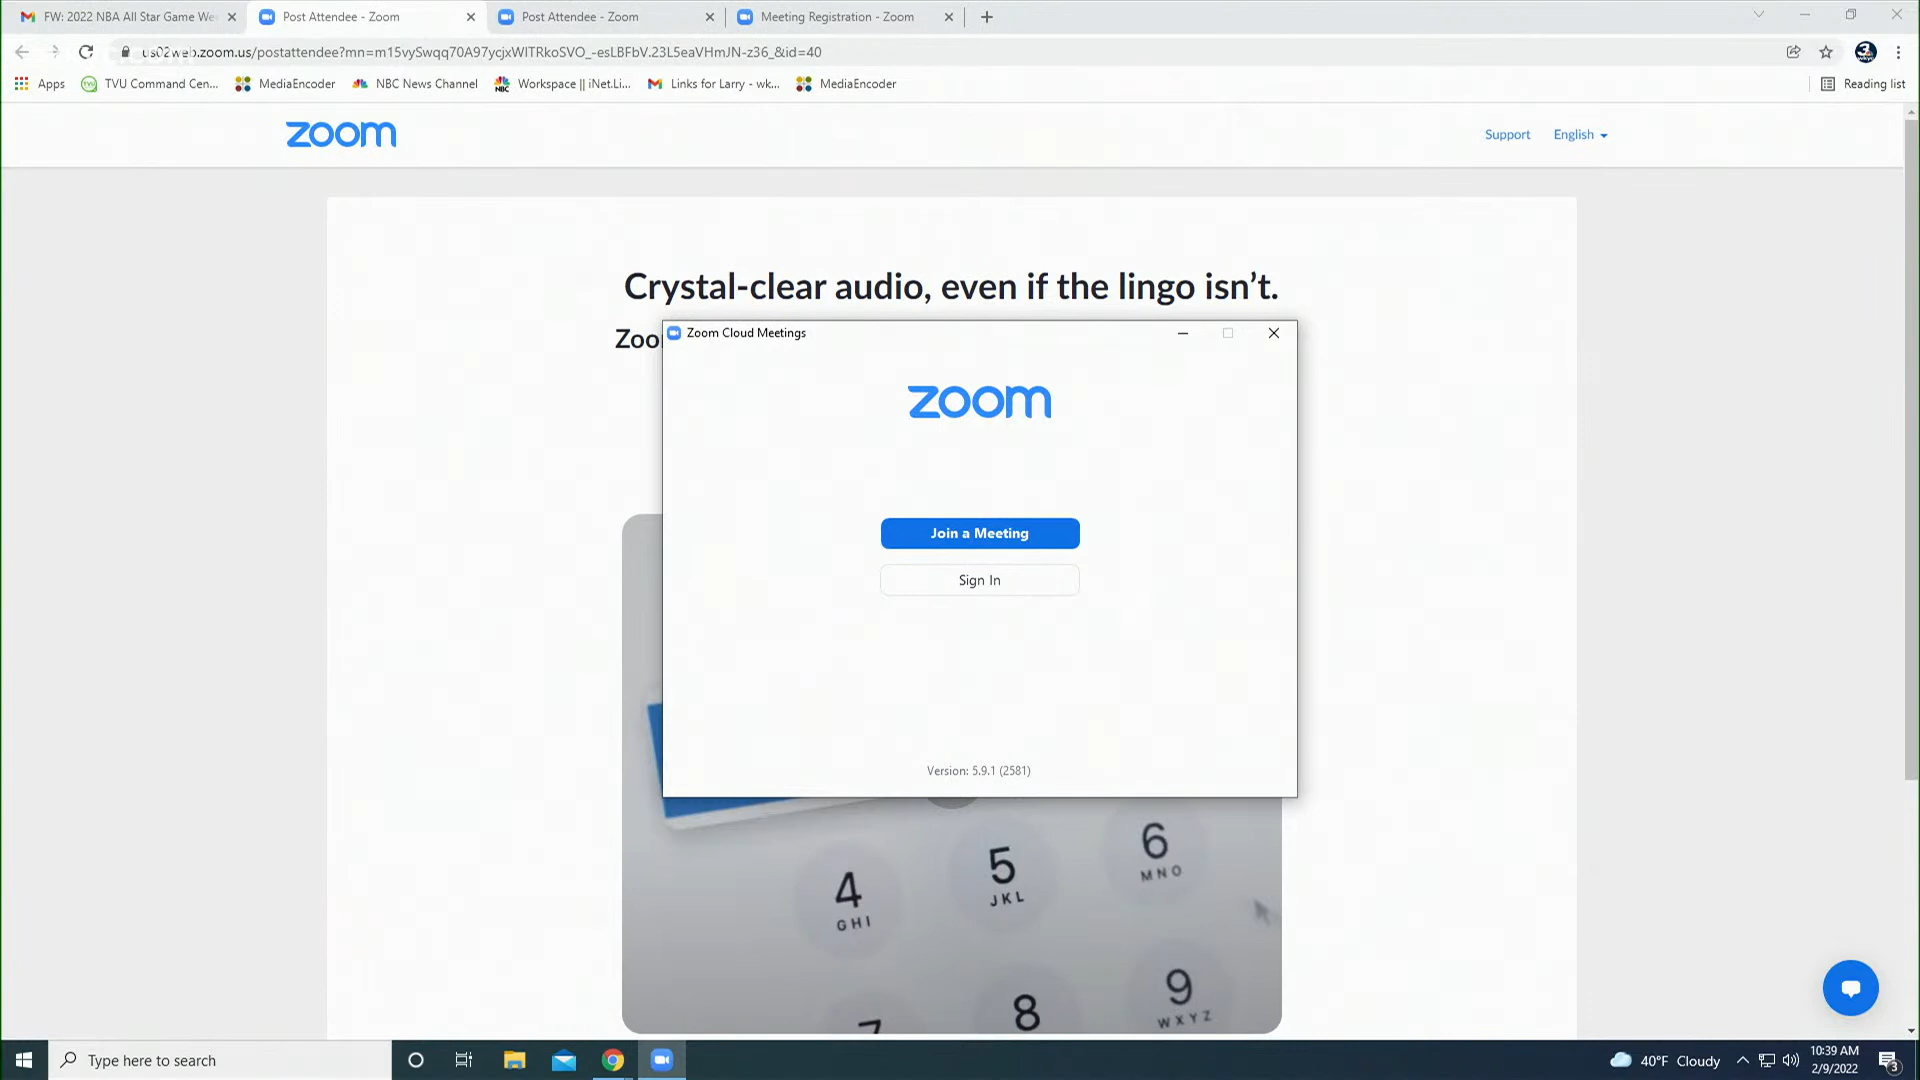 FW: 2022 NBA All Star Game We
Post Attendee - Zoom
Post Attendee - Zoom
Meeting Registration - Zoom
us02web.zoom.us/postattendee?mn=m15vySwqq70A97ycjxWlTRkoSVO_-esLBFbV.23L5eaVHmJN-z36_&id=40
Apps
TVU Command Cen...
MediaEncoder
NBC News Channel
Workspace || iNet.Li...
Links for Larry - wk...
MediaEncoder
Reading list
zoom
Support
English
Crystal-clear audio, even if the lingo isn’t.
Zoo
Zoom Cloud Meetings
zoom
Join a Meeting
Sign In
Version: 5.9.1 (2581)
4 5 6
GHI JKL MNO
7 8 9
WXYZ
Type here to search
40°F Cloudy
10:39 AM
2/9/2022
3